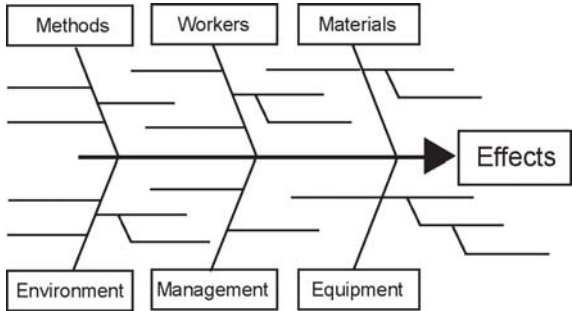 Methods
Workers
Materials
Effects
Environment
Management
Equipment